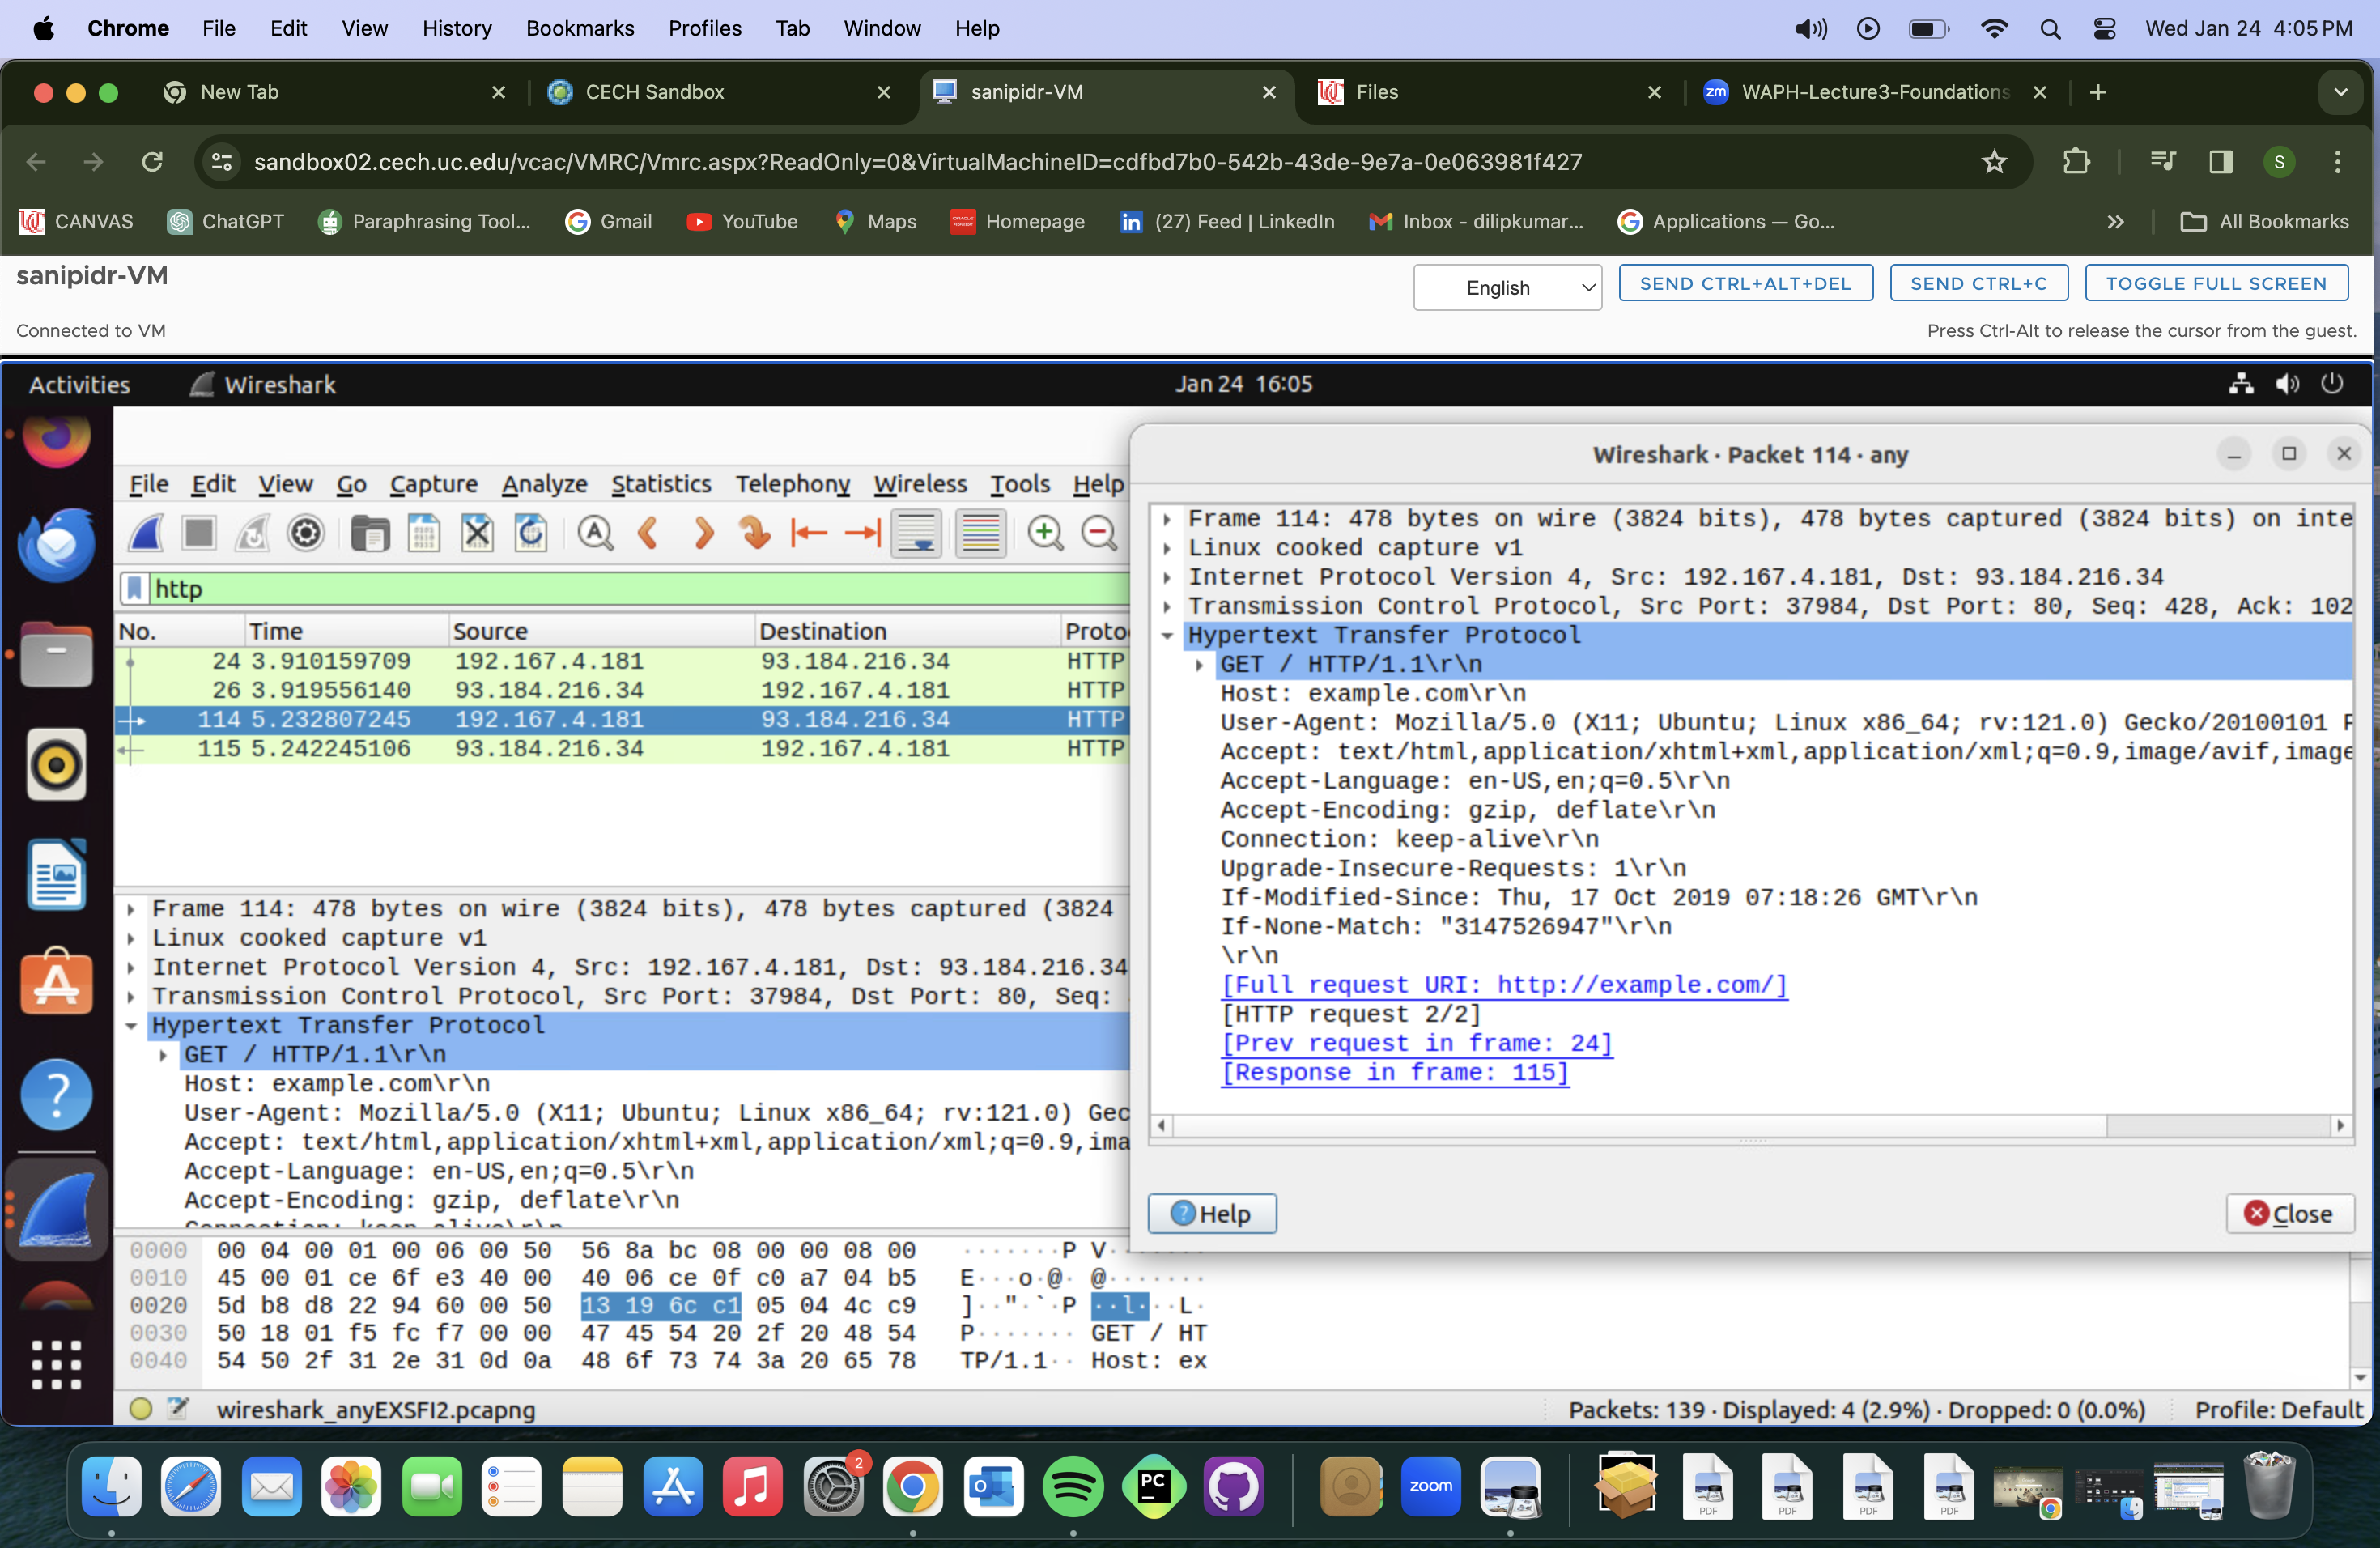 Chrome File Edit View History Bookmarks Profiles Tab Window Help Wed Jan 24 4:05 PM
New Tab CECH Sandbox sanipidr-VM Files zm WAPH-Lecture3-Foundations
sandbox02.cech.uc.edu/vcac/VMRC/Vmrc.aspx?ReadOnly=0&VirtualMachineID=cdfbd7b0-542b-43de-9e7a-0e063981f427 S
CANVAS ChatGPT Paraphrasing Tool... Gmail YouTube Maps Homepage (27) Feed | LinkedIn Inbox - dilipkumar... Applications — Go... » All Bookmarks
sanipidr-VM English SEND CTRL+ALT+DEL SEND CTRL+C TOGGLE FULL SCREEN
Connected to VM Press Ctrl-Alt to release the cursor from the guest.
Activities Wireshark Jan 24 16:05
File Edit View Go Capture Analyze Statistics Telephony Wireless Tools Help
http
No. Time Source Destination Proto
24 3.910159709 192.167.4.181 93.184.216.34 HTTP
26 3.919556140 93.184.216.34 192.167.4.181 HTTP
114 5.232807245 192.167.4.181 93.184.216.34 HTTP
115 5.242245106 93.184.216.34 192.167.4.181 HTTP
Frame 114: 478 bytes on wire (3824 bits), 478 bytes captured (3824
Linux cooked capture v1
Internet Protocol Version 4, Src: 192.167.4.181, Dst: 93.184.216.34
Transmission Control Protocol, Src Port: 37984, Dst Port: 80, Seq:
Hypertext Transfer Protocol
GET / HTTP/1.1\r\n
Host: example.com\r\n
User-Agent: Mozilla/5.0 (X11; Ubuntu; Linux x86_64; rv:121.0) Gec
Accept: text/html,application/xhtml+xml,application/xml;q=0.9,ima
Accept-Language: en-US,en;q=0.5\r\n
Accept-Encoding: gzip, deflate\r\n
Connection: keep-alive\r\n
Wireshark · Packet 114 · any
Frame 114: 478 bytes on wire (3824 bits), 478 bytes captured (3824 bits) on inte
Linux cooked capture v1
Internet Protocol Version 4, Src: 192.167.4.181, Dst: 93.184.216.34
Transmission Control Protocol, Src Port: 37984, Dst Port: 80, Seq: 428, Ack: 102
Hypertext Transfer Protocol
GET / HTTP/1.1\r\n
Host: example.com\r\n
User-Agent: Mozilla/5.0 (X11; Ubuntu; Linux x86_64; rv:121.0) Gecko/20100101 F
Accept: text/html,application/xhtml+xml,application/xml;q=0.9,image/avif,image
Accept-Language: en-US,en;q=0.5\r\n
Accept-Encoding: gzip, deflate\r\n
Connection: keep-alive\r\n
Upgrade-Insecure-Requests: 1\r\n
If-Modified-Since: Thu, 17 Oct 2019 07:18:26 GMT\r\n
If-None-Match: "3147526947"\r\n
\r\n
[Full request URI: http://example.com/]
[HTTP request 2/2]
[Prev request in frame: 24]
[Response in frame: 115]
Help Close
0000 00 04 00 01 00 06 00 50 56 8a bc 08 00 00 08 00 ·······P V·······
0010 45 00 01 ce 6f e3 40 00 40 06 ce 0f c0 a7 04 b5 E···o·@· @·······
0020 5d b8 d8 22 94 60 00 50 13 19 6c c1 05 04 4c c9 ]··"·`·P ··l···L·
0030 50 18 01 f5 fc f7 00 00 47 45 54 20 2f 20 48 54 P······· GET / HT
0040 54 50 2f 31 2e 31 0d 0a 48 6f 73 74 3a 20 65 78 TP/1.1·· Host: ex
wireshark_anyEXSFI2.pcapng Packets: 139 · Displayed: 4 (2.9%) · Dropped: 0 (0.0%) Profile: Default
2 PC zoom PDF PDF PDF PDF